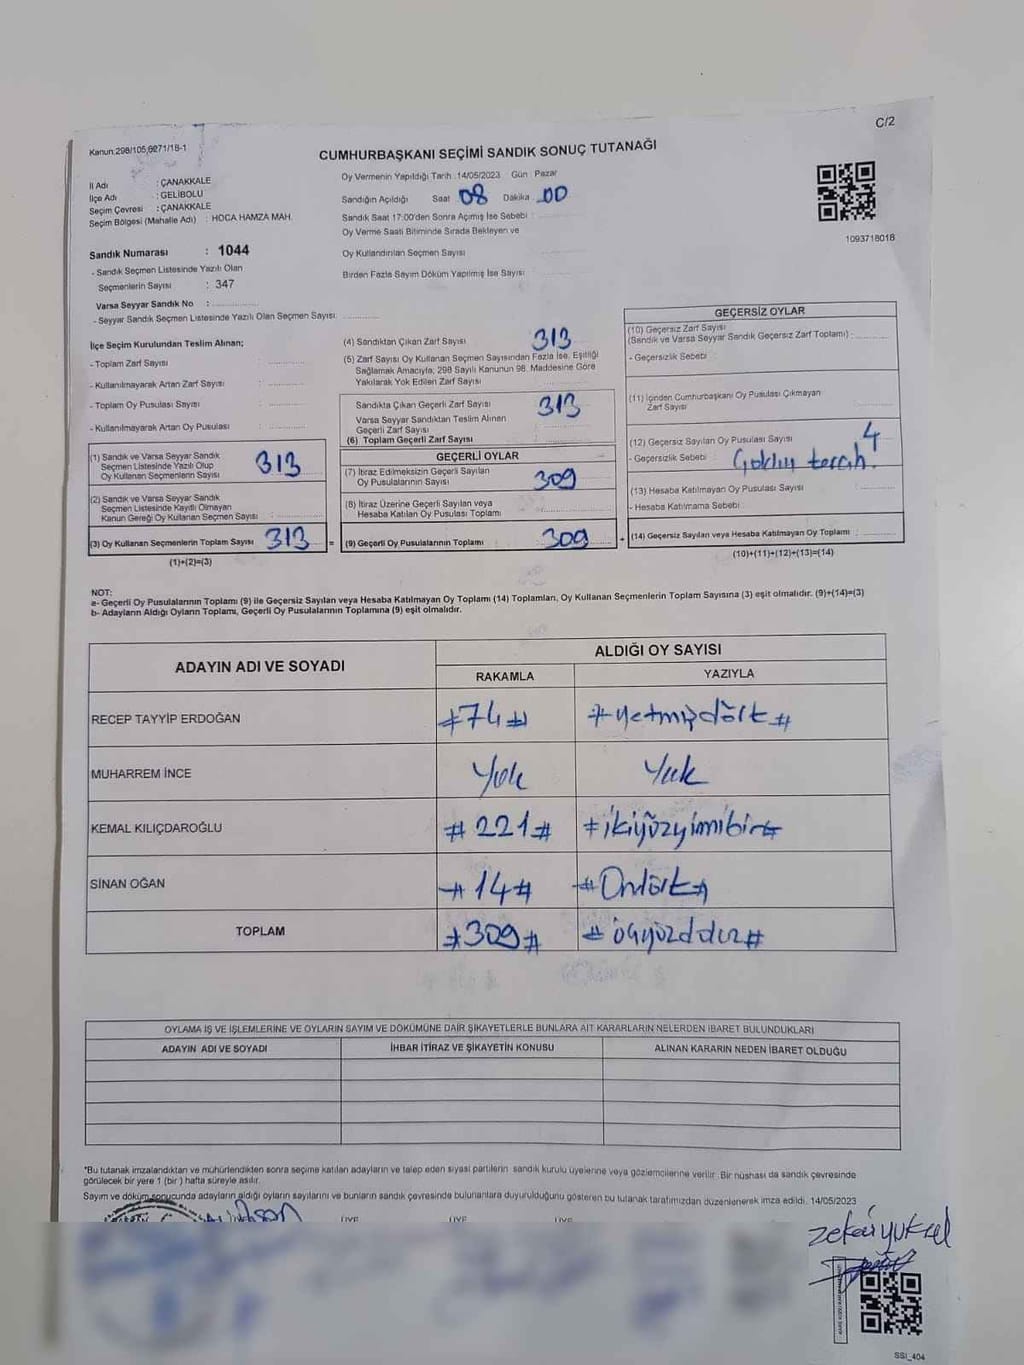 C/2
Kanun 298/105,6271/18-1
CUMHURBAŞKANI SEÇİMİ SANDIK SONUÇ TUTANAĞI
İl Adı : ÇANAKKALE
İlçe Adı : GELİBOLU
Seçim Çevresi : ÇANAKKALE
Seçim Bölgesi (Mahalle Adı) : HOCA HAMZA MAH.
Oy Vermenin Yapıldığı Tarih :14/05/2023 Gün : Pazar
Sandığın Açıldığı Saat 08 Dakika 00
Sandık Saat 17:00'den Sonra Açımış İse Sebebi :
Oy Verme Saati Bitiminde Sırada Bekleyen ve
Oy Kullandırılan Seçmen Sayısı
Birden Fazla Sayım Döküm Yapılmış İse Sayısı
1093718018
Sandık Numarası : 1044
- Sandık Seçmen Listesinde Yazılı Olan
Seçmenlerin Sayısı : 347
Varsa Seyyar Sandık No :
- Seyyar Sandık Seçmen Listesinde Yazılı Olan Seçmen Sayısı:
İlçe Seçim Kurulundan Teslim Alınan;
- Toplam Zarf Sayısı :
- Kullanılmayarak Artan Zarf Sayısı :
- Toplam Oy Pusulası Sayısı :
- Kullanılmayarak Artan Oy Pusulası :
(1) Sandık ve Varsa Seyyar Sandık
Seçmen Listesinde Yazılı Olup
Oy Kullanan Seçmenlerin Sayısı 313
(2) Sandık ve Varsa Seyyar Sandık
Seçmen Listesinde Kayıtlı Olmayan
Kanun Gereği Oy Kullanan Seçmen Sayısı :
(3) Oy Kullanan Seçmenlerin Toplam Sayısı 313 =
(1)+(2)=(3)
(4) Sandıktan Çıkan Zarf Sayısı 313
(5) Zarf Sayısı Oy Kullanan Seçmen Sayısından Fazla İse, Eşitliği
Sağlamak Amacıyla, 298 Sayılı Kanunun 98. Maddesine Göre
Yakılarak Yok Edilen Zarf Sayısı
Sandıkta Çıkan Geçerli Zarf Sayısı 313
Varsa Seyyar Sandıktan Teslim Alınan
Geçerli Zarf Sayısı
(6) Toplam Geçerli Zarf Sayısı
GEÇERLİ OYLAR
(7) İtiraz Edilmeksizin Geçerli Sayılan
Oy Pusulalarının Sayısı 309
(8) İtiraz Üzerine Geçerli Sayılan veya
Hesaba Katılan Oy Pusulası Toplamı
(9) Geçerli Oy Pusulalarının Toplamı 309 +
GEÇERSİZ OYLAR
(10) Geçersiz Zarf Sayısı
(Sandık ve Varsa Seyyar Sandık Geçersiz Zarf Toplamı) -
- Geçersizlik Sebebi :
(11) İçinden Cumhurbaşkanı Oy Pusulası Çıkmayan
Zarf Sayısı
(12) Geçersiz Sayılan Oy Pusulası Sayısı 4
- Geçersizlik Sebebi :
(13) Hesaba Katılmayan Oy Pusulası Sayısı
- Hesaba Katılmama Sebebi :
(14) Geçersiz Sayılan veya Hesaba Katılmayan Oy Toplamı :
(10)+(11)+(12)+(13)=(14)
NOT:
a- Geçerli Oy Pusulalarının Toplamı (9) ile Geçersiz Sayılan veya Hesaba Katılmayan Oy Toplamı (14) Toplamları, Oy Kullanan Seçmenlerin Toplam Sayısına (3) eşit olmalıdır. (9)+(14)=(3)
b- Adayların Aldığı Oyların Toplamı, Geçerli Oy Pusulalarının Toplamına (9) eşit olmalıdır.
ADAYIN ADI VE SOYADI
ALDIĞI OY SAYISI
RAKAMLA YAZIYLA
RECEP TAYYİP ERDOĞAN #74# #yetmişdört#
MUHARREM İNCE Yok Yok
KEMAL KILIÇDAROĞLU #221# #ikiyüzyirmibir#
SİNAN OĞAN #14# #Ondört#
TOPLAM #309# #üçyüzdokuz#
OYLAMA İŞ VE İŞLEMLERİNE VE OYLARIN SAYIM VE DÖKÜMÜNE DAİR ŞİKAYETLERLE BUNLARA AİT KARARLARIN NELERDEN İBARET BULUNDUKLARI
ADAYIN ADI VE SOYADI İHBAR İTİRAZ VE ŞİKAYETİN KONUSU ALINAN KARARIN NEDEN İBARET OLDUĞU
*Bu tutanak imzalandıktan ve mühürlendikten sonra seçime katılan adayların ve talep eden siyasi partilerin sandık kurulu üyelerine veya gözlemcilerine verilir. Bir nüshası da sandık çevresinde
görülecek bir yere 1 (bir) hafta süreyle asılır.
Sayım ve döküm sonucunda adayların aldığı oyların sayılarını ve bunların sandık çevresinde bulunanlara duyurulduğunu gösteren bu tutanak tarafımızdan düzenlenerek imza edildi. 14/05/2023
ÜYE ÜYE ÜYE
zekai yüksel
SSI_404